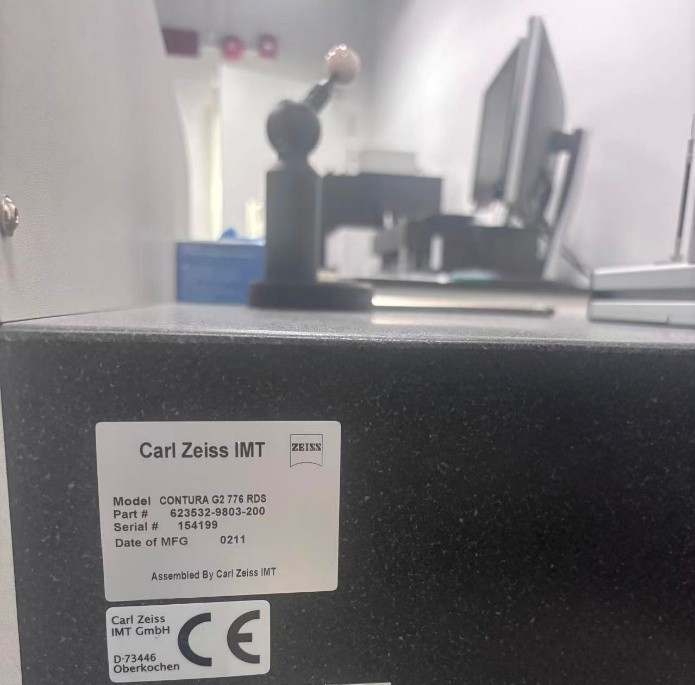 Carl Zeiss IMT
ZEISS
Model CONTURA G2 776 RDS
Part # 623532-9803-200
Serial # 154199
Date of MFG 0211
Assembled By Carl Zeiss IMT
Carl Zeiss
IMT GmbH
CE
D-73446
Oberkochen